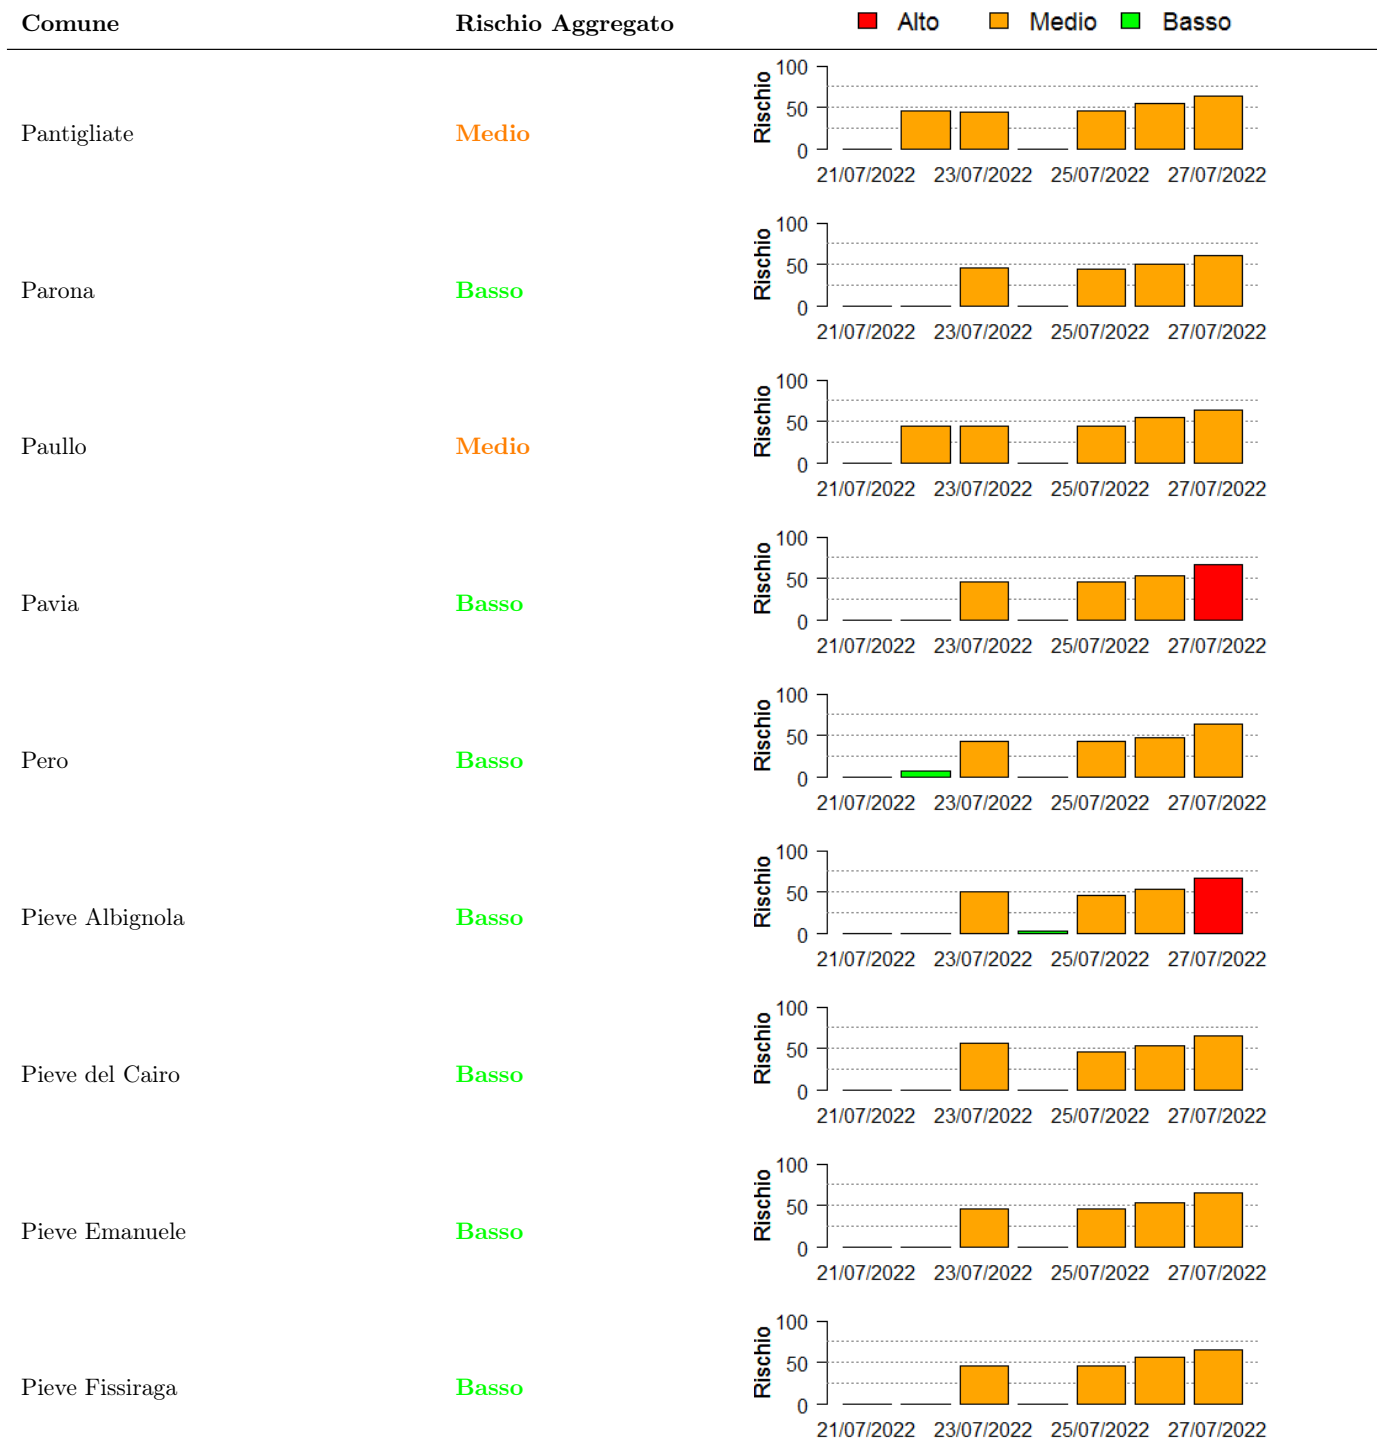 Comune Rischio Aggregato Alto Medio Basso
Pantigliate Medio
Rischio
100
50
0
21/07/2022 23/07/2022 25/07/2022 27/07/2022
Parona Basso
Rischio
100
50
0
21/07/2022 23/07/2022 25/07/2022 27/07/2022
Paullo Medio
Rischio
100
50
0
21/07/2022 23/07/2022 25/07/2022 27/07/2022
Pavia Basso
Rischio
100
50
0
21/07/2022 23/07/2022 25/07/2022 27/07/2022
Pero Basso
Rischio
100
50
0
21/07/2022 23/07/2022 25/07/2022 27/07/2022
Pieve Albignola Basso
Rischio
100
50
0
21/07/2022 23/07/2022 25/07/2022 27/07/2022
Pieve del Cairo Basso
Rischio
100
50
0
21/07/2022 23/07/2022 25/07/2022 27/07/2022
Pieve Emanuele Basso
Rischio
100
50
0
21/07/2022 23/07/2022 25/07/2022 27/07/2022
Pieve Fissiraga Basso
Rischio
100
50
0
21/07/2022 23/07/2022 25/07/2022 27/07/2022